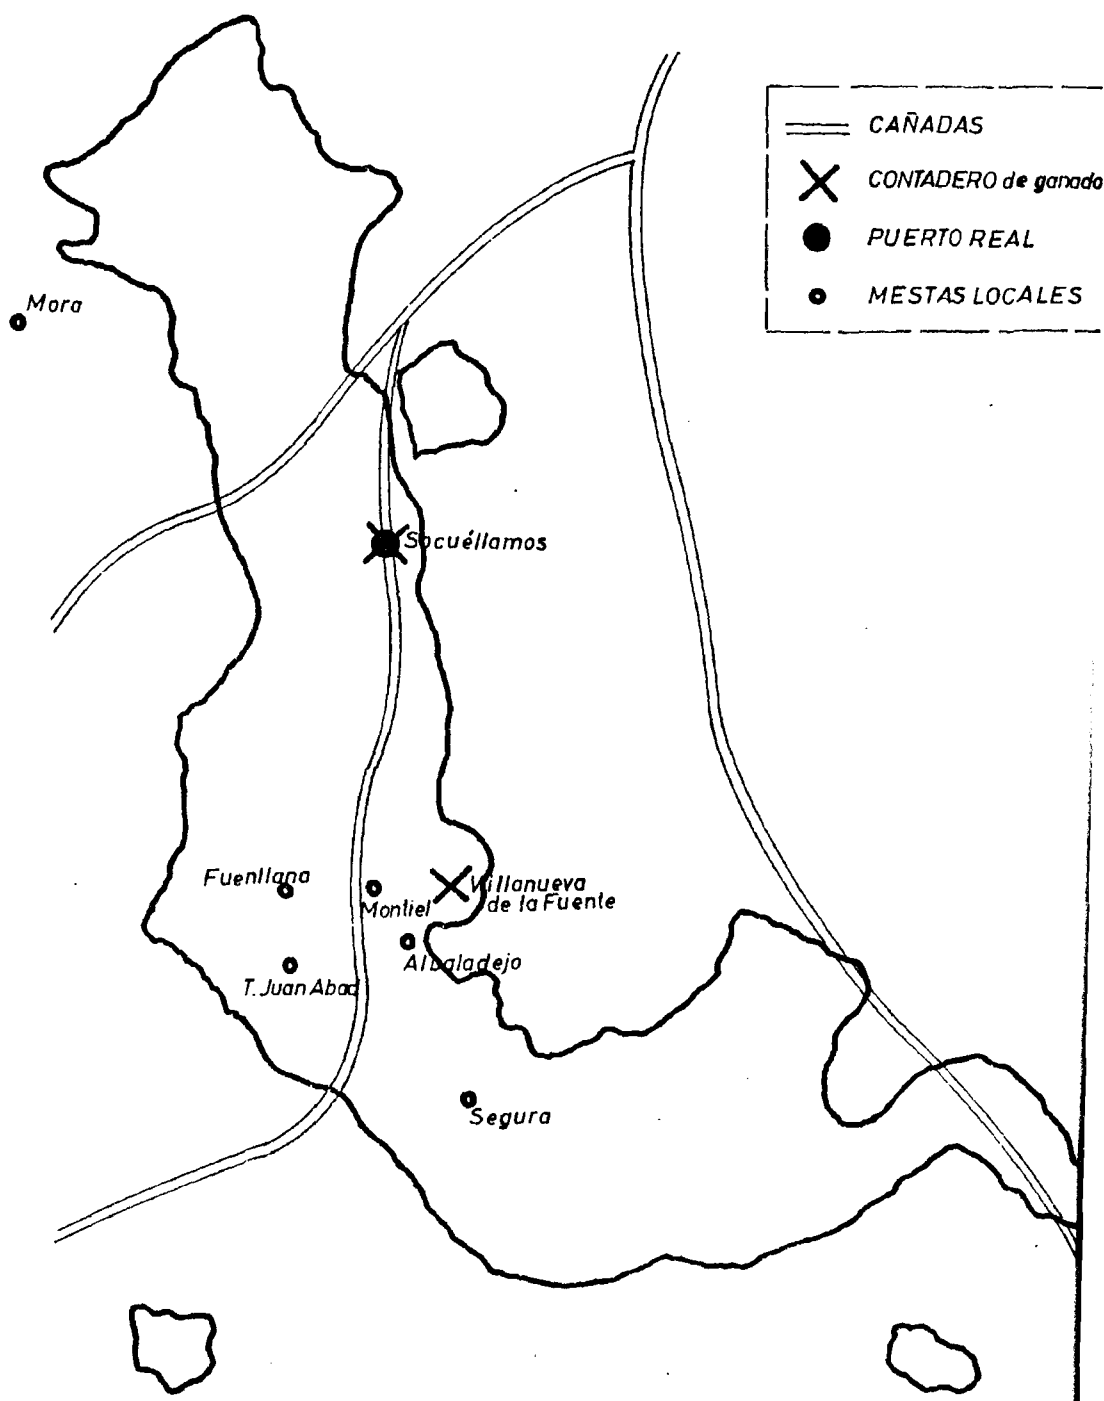 CAÑADAS
CONTADERO de ganado
PUERTO REAL
MESTAS LOCALES
Mora
Socuéllamos
Fuenllana
Montiel
Villanueva
de la Fuente
Albaladejo
T. Juan Abad
Segura